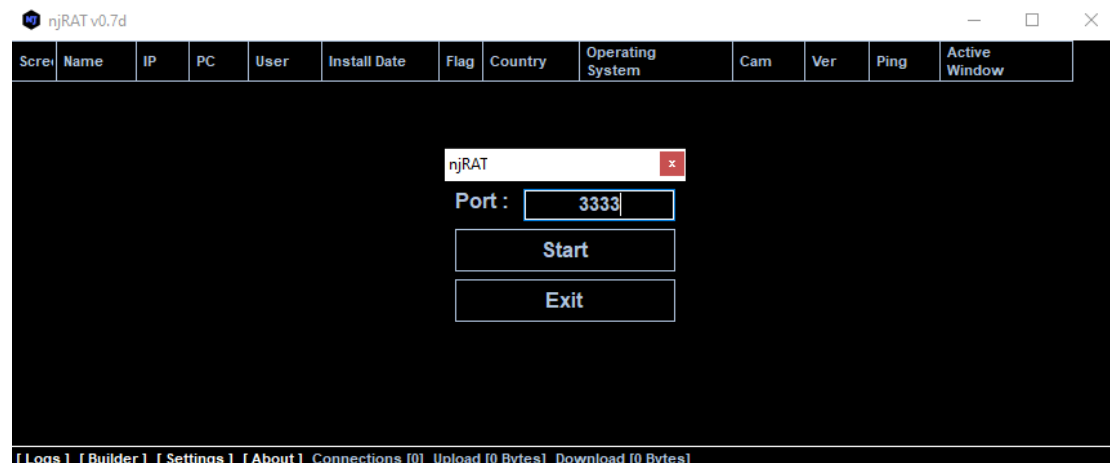 njRAT v0.7d
Scre Name IP PC User Install Date Flag Country Operating System Cam Ver Ping Active Window
njRAT
x
Port : 3333
Start
Exit
[ Logs ] [ Builder ] [ Settings ] [ About ] Connections [0] Upload [0 Bytes] Download [0 Bytes]